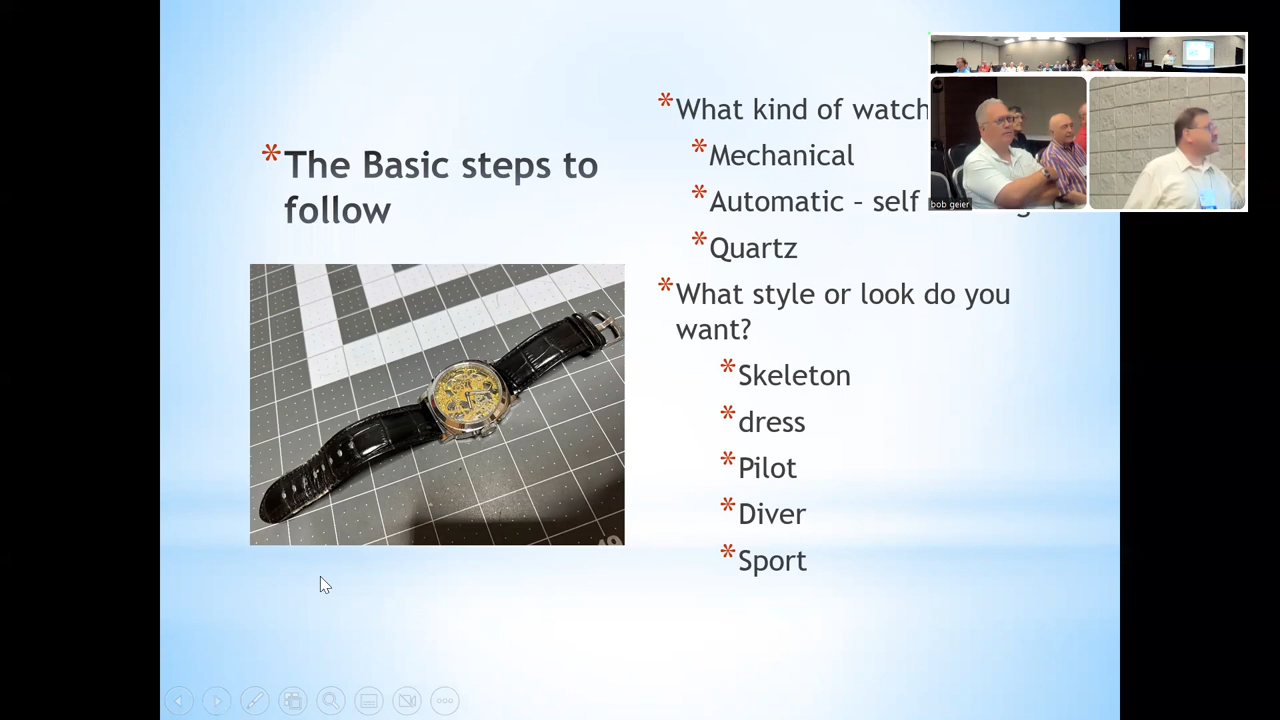 * The Basic steps to
follow
* What kind of watch
* Mechanical
* Automatic – self
* Quartz
* What style or look do you
want?
* Skeleton
* dress
* Pilot
* Diver
* Sport
bob geier